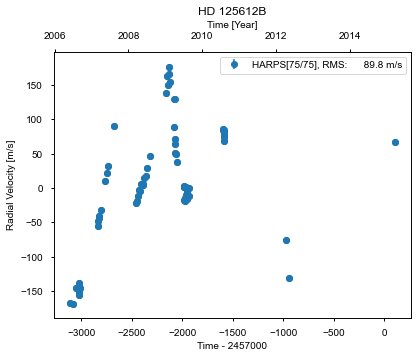 HD 125612B
Time [Year]
2006 2008 2010 2012 2014
HARPS[75/75], RMS: 89.8 m/s
Radial Velocity [m/s]
150
100
50
0
−50
−100
−150
−3000 −2500 −2000 −1500 −1000 −500 0
Time - 2457000